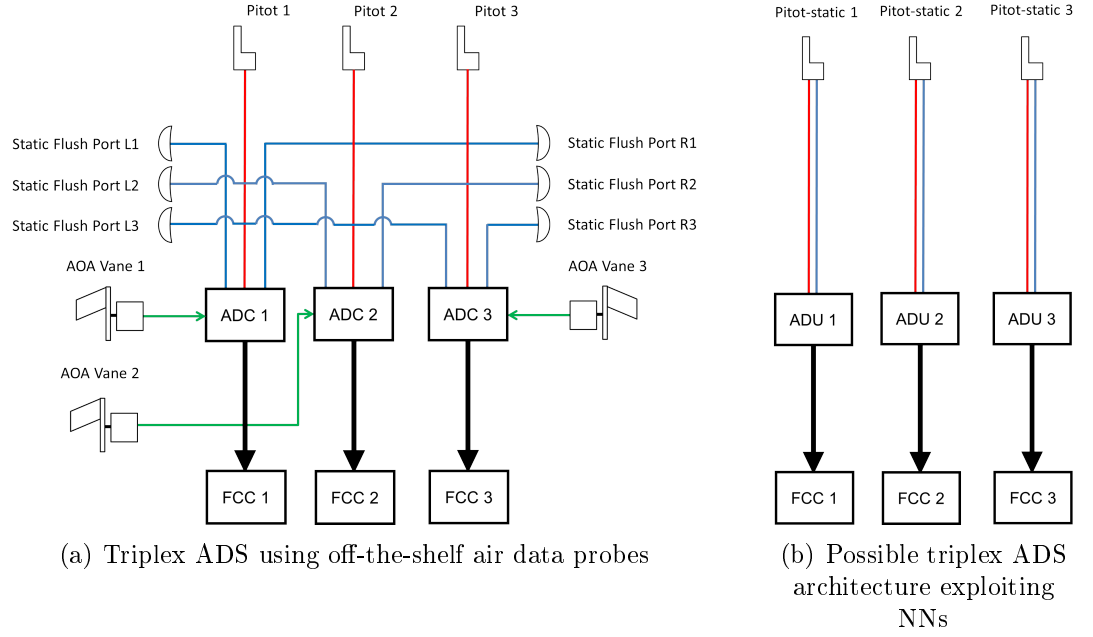 Pitot 1
Pitot 2
Pitot 3
Static Flush Port L1
Static Flush Port R1
Static Flush Port L2
Static Flush Port R2
Static Flush Port L3
Static Flush Port R3
AOA Vane 1
AOA Vane 3
ADC 1
ADC 2
ADC 3
AOA Vane 2
FCC 1
FCC 2
FCC 3
(a) Triplex ADS using off-the-shelf air data probes
Pitot-static 1
Pitot-static 2
Pitot-static 3
ADU 1
ADU 2
ADU 3
FCC 1
FCC 2
FCC 3
(b) Possible triplex ADS
architecture exploiting
NNs